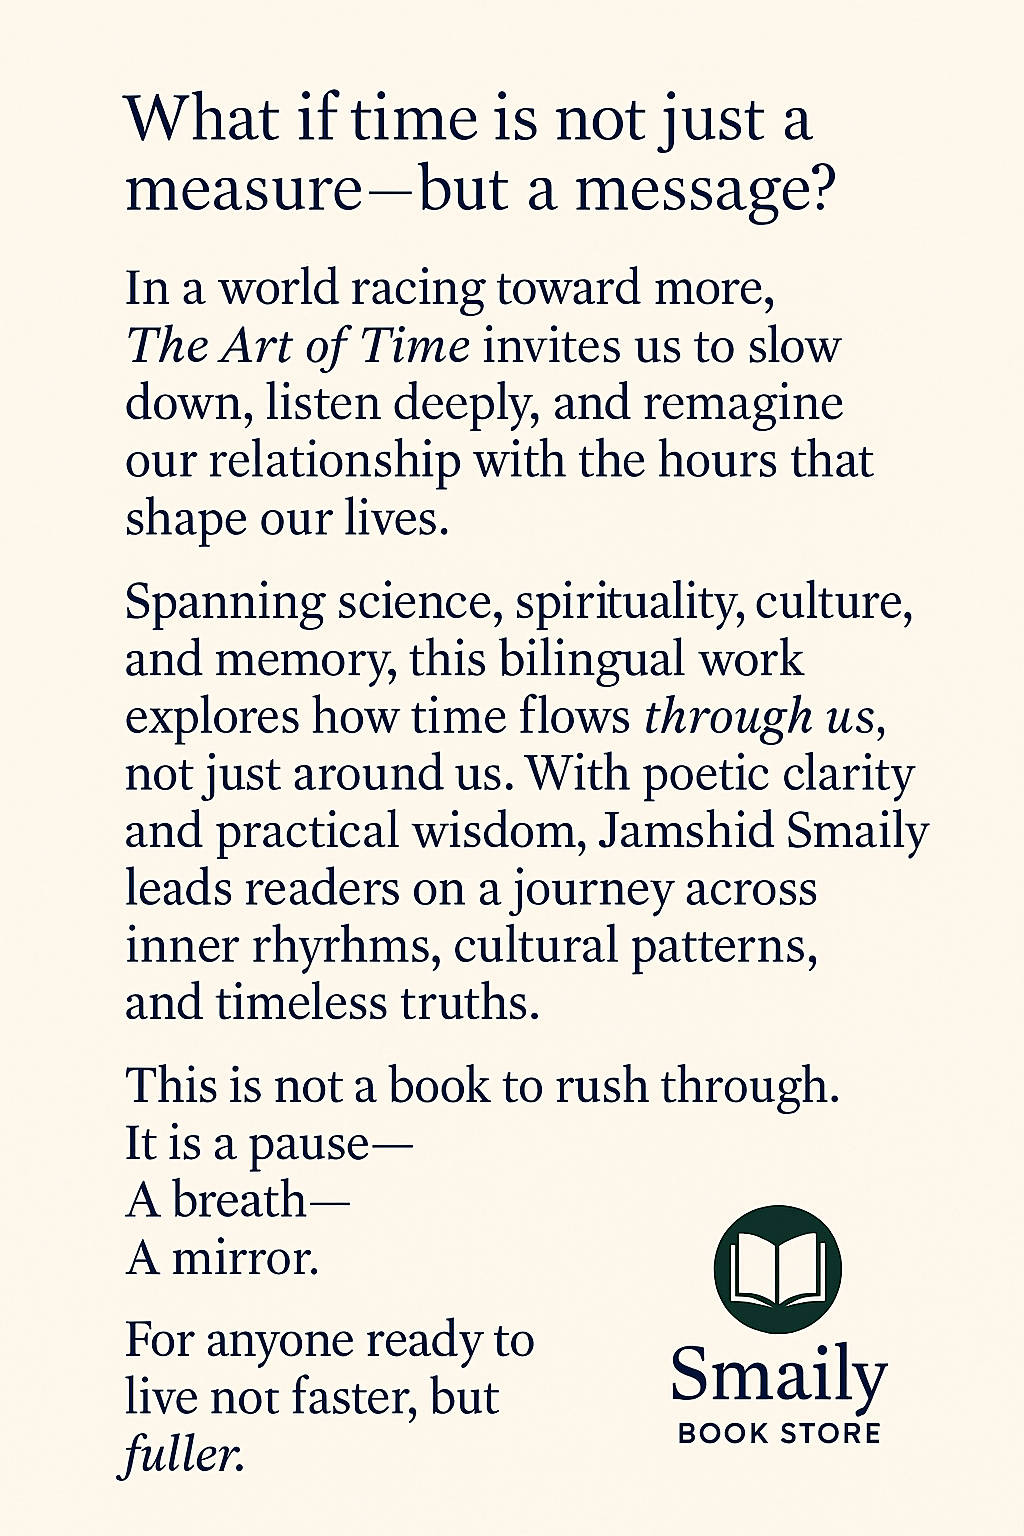 What if time is not just a
measure—but a message?
In a world racing toward more,
The Art of Time invites us to slow
down, listen deeply, and remagine
our relationship with the hours that
shape our lives.
Spanning science, spirituality, culture,
and memory, this bilingual work
explores how time flows through us,
not just around us. With poetic clarity
and practical wisdom, Jamshid Smaily
leads readers on a journey across
inner rhyrhms, cultural patterns,
and timeless truths.
This is not a book to rush through.
It is a pause—
A breath—
A mirror.
For anyone ready to
live not faster, but
fuller.
Smaily
BOOK STORE